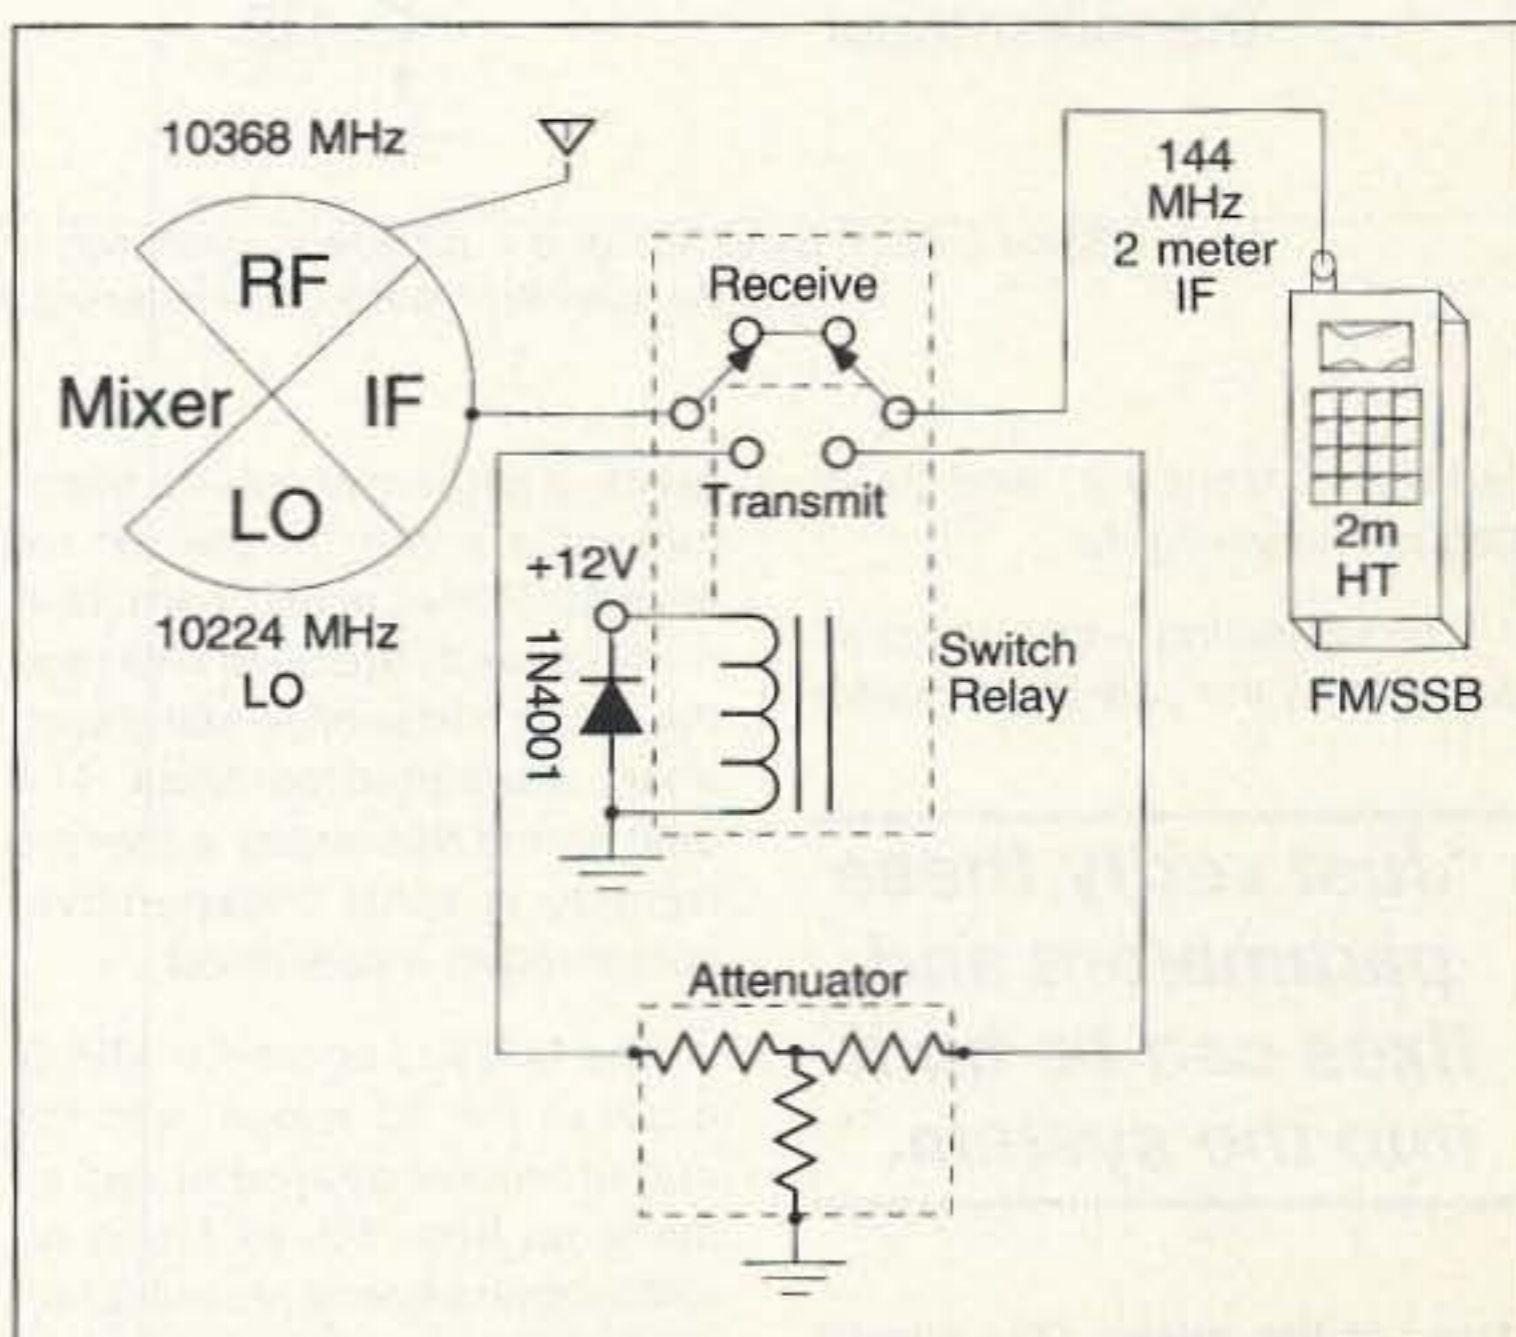 10368 MHz
RF
Mixer
IF
LO
10224 MHz
LO
Receive
Transmit
+12V
1N4001
Switch
Relay
144
MHz
2 meter
IF
2m
HT
FM/SSB
Attenuator